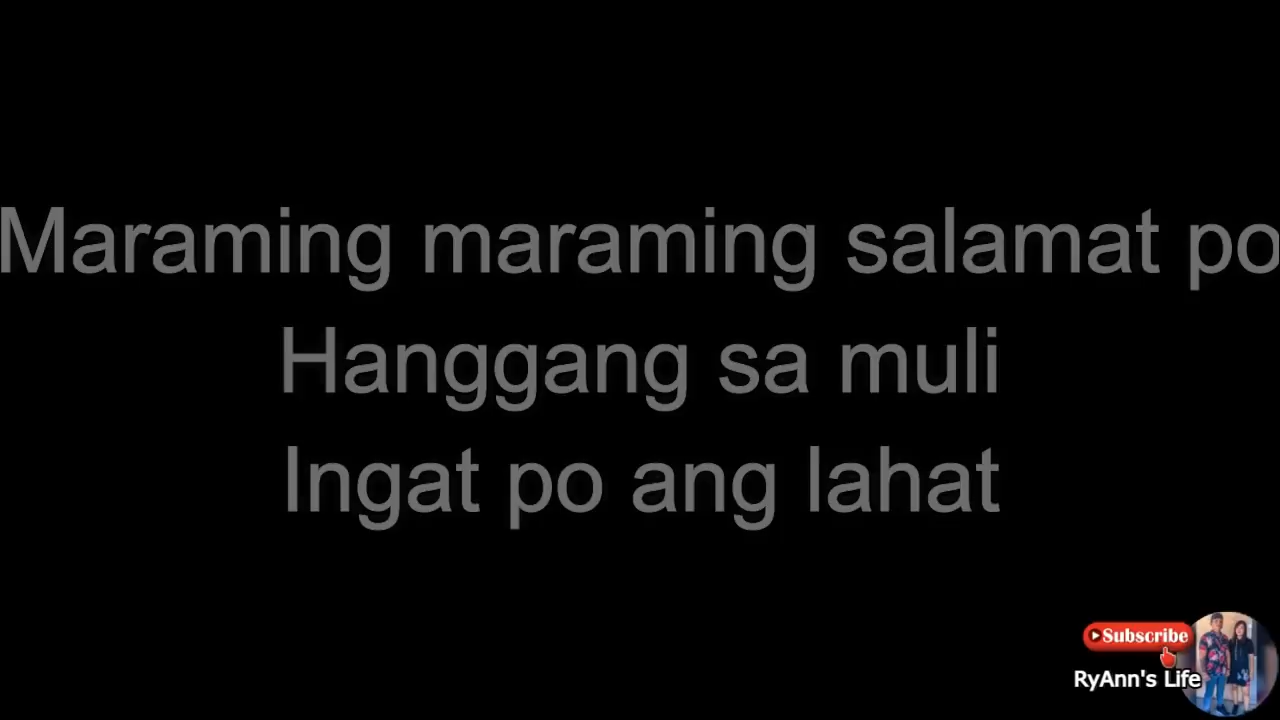 Maraming maraming salamat po
Hanggang sa muli
Ingat po ang lahat
Subscribe
RyAnn's Life